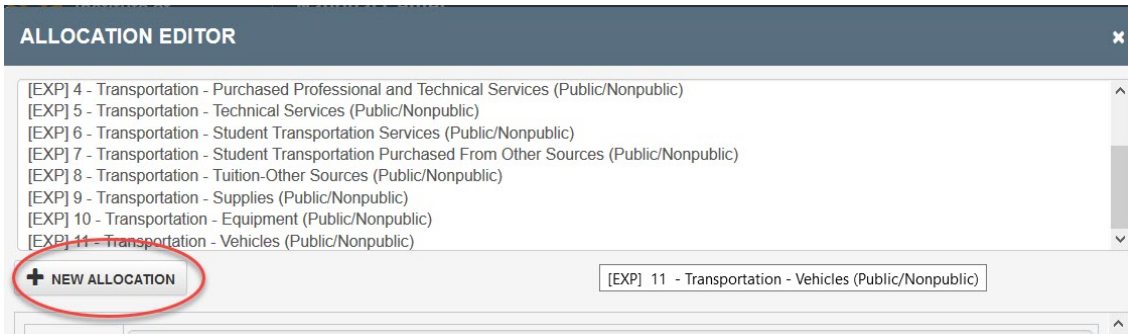 ALLOCATION EDITOR
[EXP] 4 - Transportation - Purchased Professional and Technical Services (Public/Nonpublic)
[EXP] 5 - Transportation - Technical Services (Public/Nonpublic)
[EXP] 6 - Transportation - Student Transportation Services (Public/Nonpublic)
[EXP] 7 - Transportation - Student Transportation Purchased From Other Sources (Public/Nonpublic)
[EXP] 8 - Transportation - Tuition-Other Sources (Public/Nonpublic)
[EXP] 9 - Transportation - Supplies (Public/Nonpublic)
[EXP] 10 - Transportation - Equipment (Public/Nonpublic)
[EXP] 11 - Transportation - Vehicles (Public/Nonpublic)
NEW ALLOCATION
[EXP] 11 - Transportation - Vehicles (Public/Nonpublic)